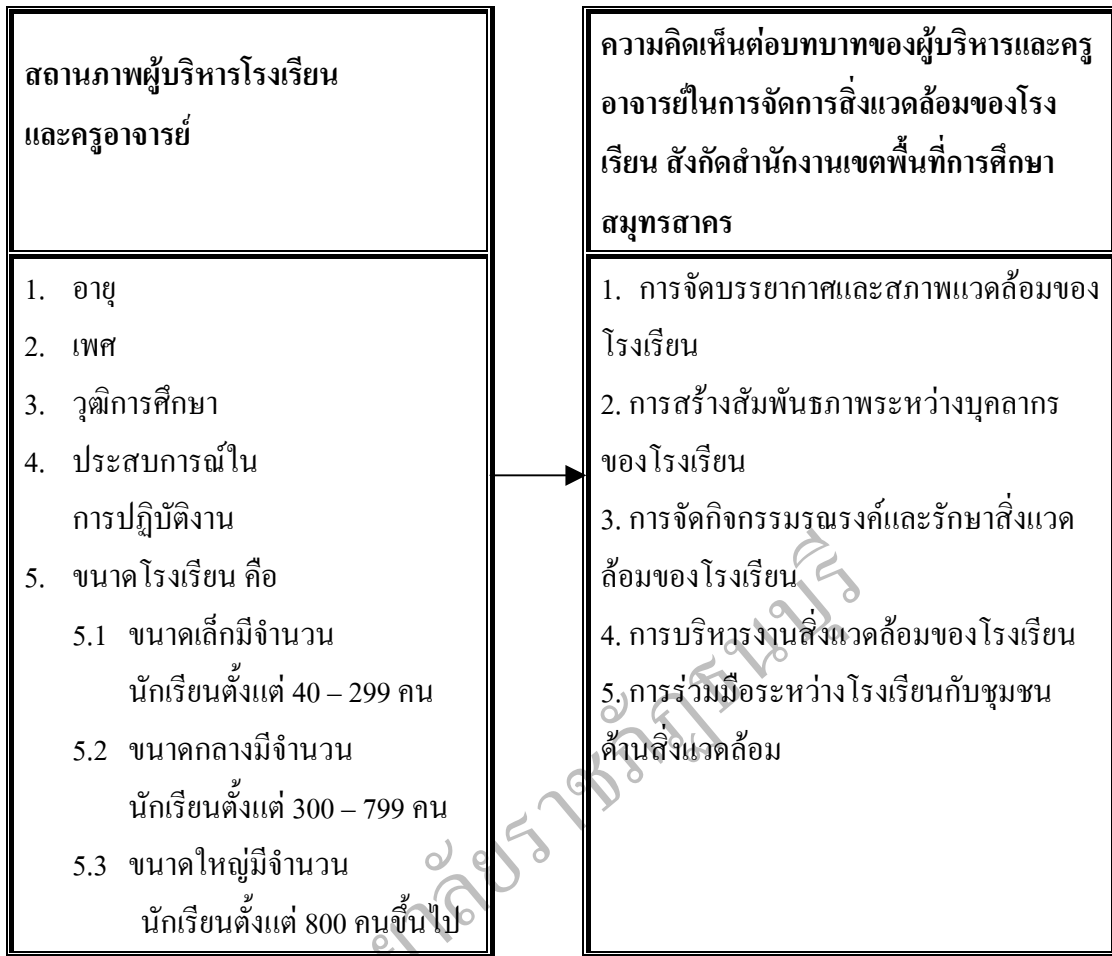 สถานภาพผู้บริหารโรงเรียน
และครูอาจารย์
1. อายุ
2. เพศ
3. วุฒิการศึกษา
4. ประสบการณ์ใน
การปฏิบัติงาน
5. ขนาดโรงเรียน คือ
5.1 ขนาดเล็กมีจำนวน
นักเรียนตั้งแต่ 40 – 299 คน
5.2 ขนาดกลางมีจำนวน
นักเรียนตั้งแต่ 300 – 799 คน
5.3 ขนาดใหญ่มีจำนวน
นักเรียนตั้งแต่ 800 คนขึ้นไป
ความคิดเห็นต่อบทบาทของผู้บริหารและครู
อาจารย์ในการจัดการสิ่งแวดล้อมของโรง
เรียน สังกัดสำนักงานเขตพื้นที่การศึกษา
สมุทรสาคร
1. การจัดบรรยากาศและสภาพแวดล้อมของ
โรงเรียน
2. การสร้างสัมพันธภาพระหว่างบุคลากร
ของโรงเรียน
3. การจัดกิจกรรมรณรงค์และรักษาสิ่งแวด
ล้อมของโรงเรียน
4. การบริหารงานสิ่งแวดล้อมของโรงเรียน
5. การร่วมมือระหว่างโรงเรียนกับชุมชน
ด้านสิ่งแวดล้อม
ยาลัยราชภัฏธนบุรี